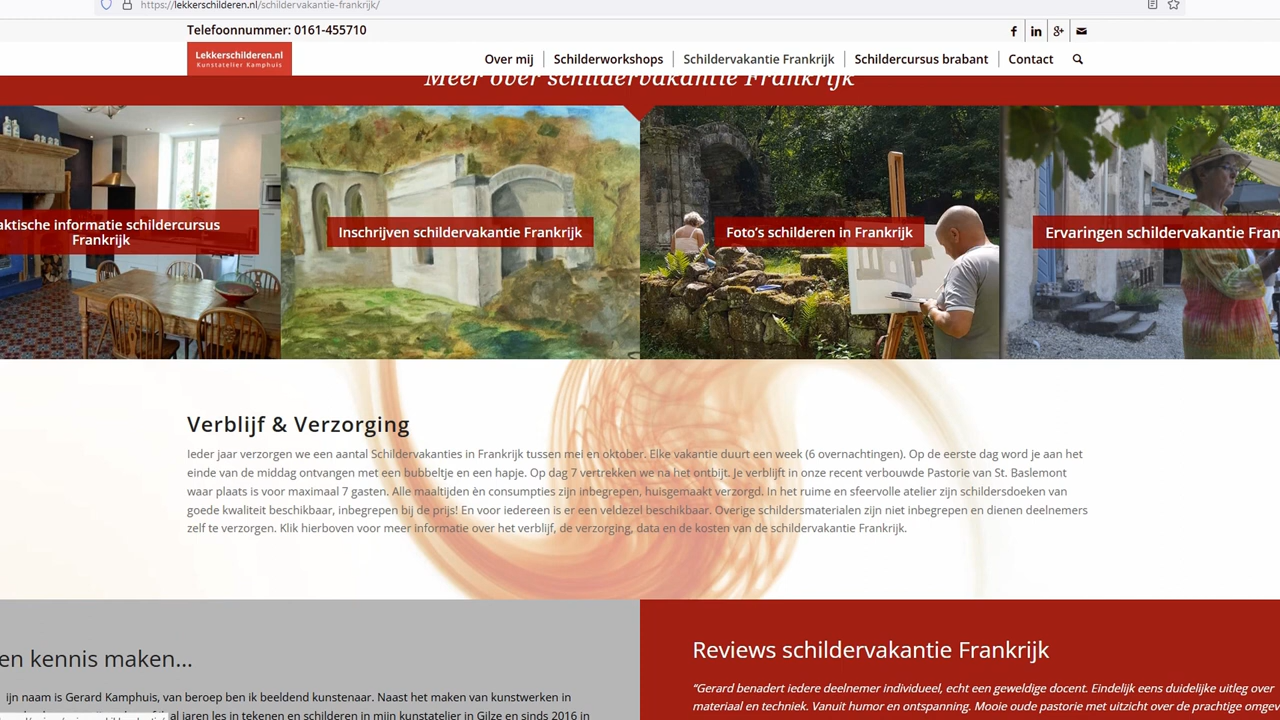 https://lekkerschilderen.nl/schildervakantie-frankrijk/
Telefoonnummer: 0161-455710
Lekkerschilderen.nl
Kunstatelier Kamphuis
Over mij
Schilderworkshops
Schildervakantie Frankrijk
Schildercursus brabant
Contact
Meer over schildervakantie Frankrijk
aktische informatie schildercursus
Frankrijk
Inschrijven schildervakantie Frankrijk
Foto's schilderen in Frankrijk
Ervaringen schildervakantie Fran
Verblijf & Verzorging
Ieder jaar verzorgen we een aantal Schildervakanties in Frankrijk tussen mei en oktober. Elke vakantie duurt een week (6 overnachtingen). Op de eerste dag word je aan het
einde van de middag ontvangen met een bubbeltje en een hapje. Op dag 7 vertrekken we na het ontbijt. Je verblijft in onze recent verbouwde Pastorie van St. Baslemont
waar plaats is voor maximaal 7 gasten. Alle maaltijden èn consumpties zijn inbegrepen, huisgemaakt verzorgd. In het ruime en sfeervolle atelier zijn schildersdoeken van
goede kwaliteit beschikbaar, inbegrepen bij de prijs! En voor iedereen is er een veldezel beschikbaar. Overige schildersmaterialen zijn niet inbegrepen en dienen deelnemers
zelf te verzorgen. Klik hierboven voor meer informatie over het verblijf, de verzorging, data en de kosten van de schildervakantie Frankrijk.
en kennis maken...
ijn naam is Gerard Kamphuis, van beroep ben ik beeldend kunstenaar. Naast het maken van kunstwerken in
al jaren les in tekenen en schilderen in mijn kunstatelier in Gilze en sinds 2016 in
Reviews schildervakantie Frankrijk
“Gerard benadert iedere deelnemer individueel, echt een geweldige docent. Eindelijk eens duidelijke uitleg over
materiaal en techniek. Vanuit humor en ontspanning. Mooie oude pastorie met uitzicht over de prachtige omgev